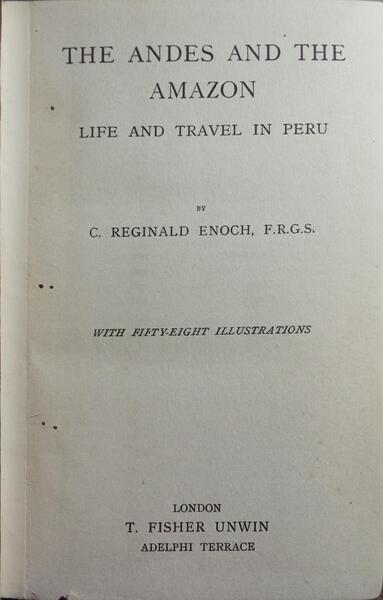 THE ANDES AND THE
AMAZON
LIFE AND TRAVEL IN PERU
BY
C. REGINALD ENOCH, F.R.G.S.
WITH FIFTY-EIGHT ILLUSTRATIONS
LONDON
T. FISHER UNWIN
ADELPHI TERRACE